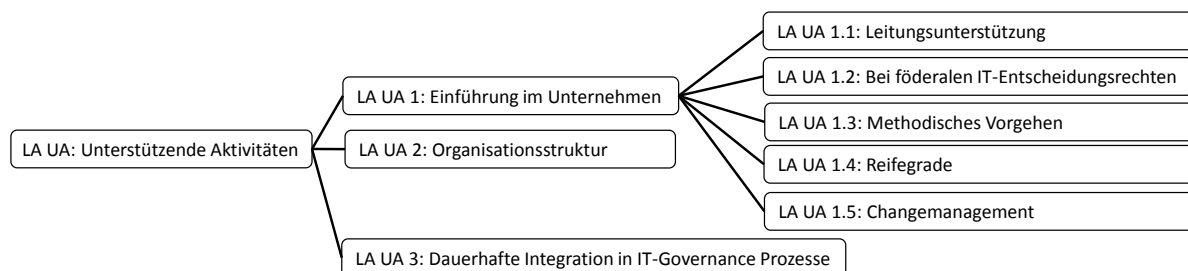 LA UA: Unterstützende Aktivitäten
LA UA 1: Einführung im Unternehmen
LA UA 1.1: Leitungsunterstützung
LA UA 1.2: Bei föderalen IT-Entscheidungsrechten
LA UA 1.3: Methodisches Vorgehen
LA UA 1.4: Reifegrade
LA UA 1.5: Changemanagement
LA UA 2: Organisationsstruktur
LA UA 3: Dauerhafte Integration in IT-Governance Prozesse